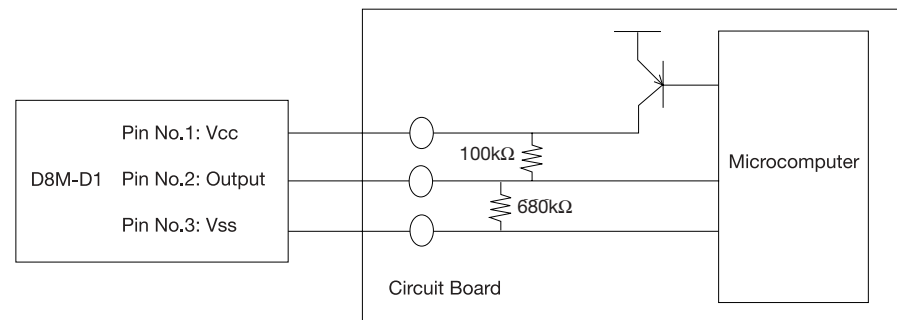 Pin No.1: Vcc
D8M-D1 Pin No.2: Output
Pin No.3: Vss
100kΩ
680kΩ
Microcomputer
Circuit Board